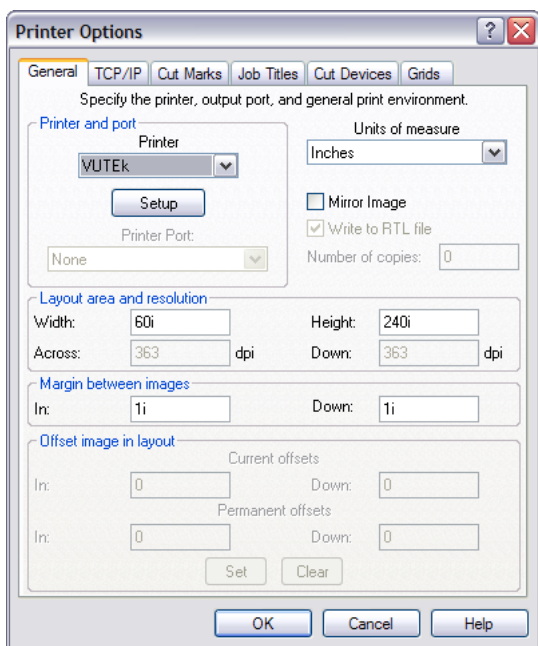 Printer Options
General TCP/IP Cut Marks Job Titles Cut Devices Grids
Specify the printer, output port, and general print environment.
Printer and port
Printer
VUTEk
Setup
Printer Port:
None
Units of measure
Inches
Mirror Image
Write to RTL file
Number of copies: 0
Layout area and resolution
Width: 60i Height: 240i
Across: 363 dpi Down: 363 dpi
Margin between images
In: 1i Down: 1i
Offset image in layout
Current offsets
In: 0 Down: 0
Permanent offsets
In: 0 Down: 0
Set Clear
OK Cancel Help